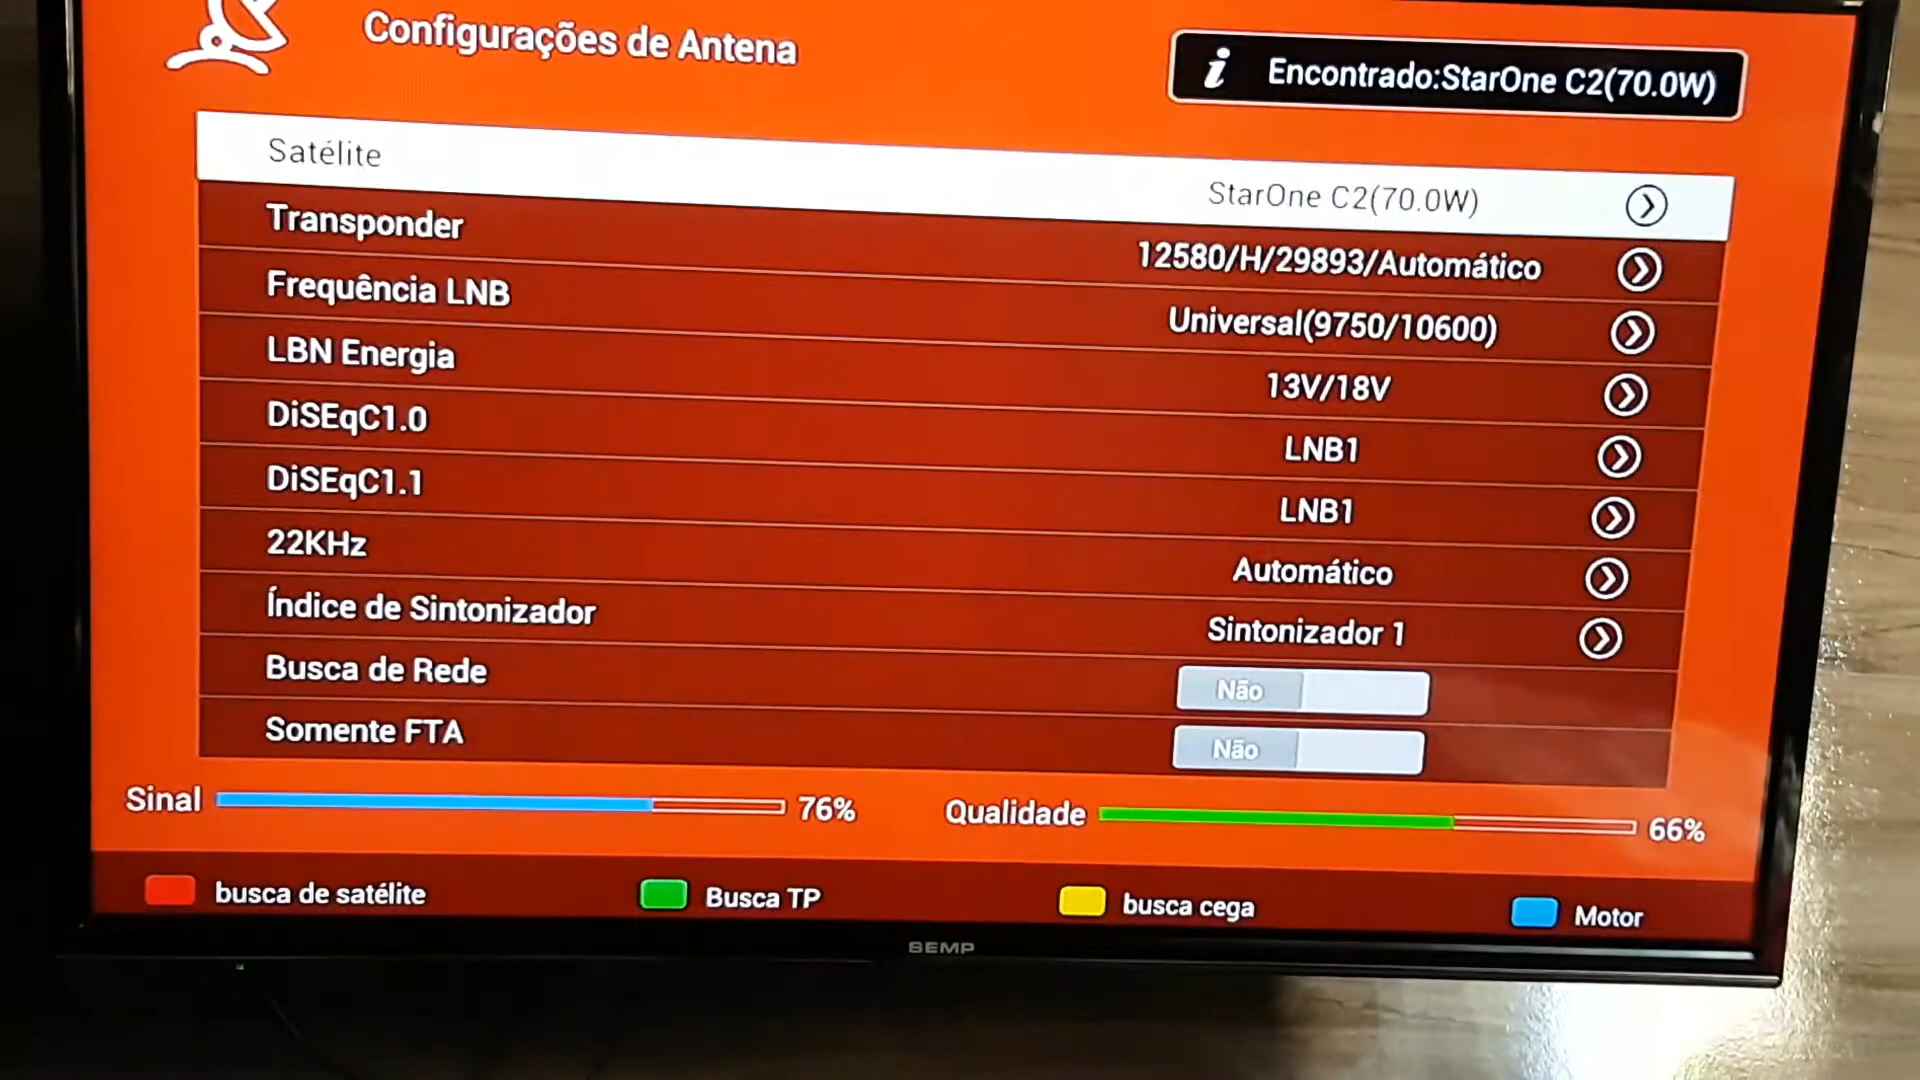 Configurações de Antena
i Encontrado:StarOne C2(70.0W)
Satélite StarOne C2(70.0W)
Transponder 12580/H/29893/Automático
Frequência LNB Universal(9750/10600)
LBN Energia 13V/18V
DiSEqC1.0 LNB1
DiSEqC1.1 LNB1
22KHz Automático
Índice de Sintonizador Sintonizador 1
Busca de Rede Não
Somente FTA Não
Sinal 76% Qualidade 66%
busca de satélite Busca TP busca cega Motor
SEMP